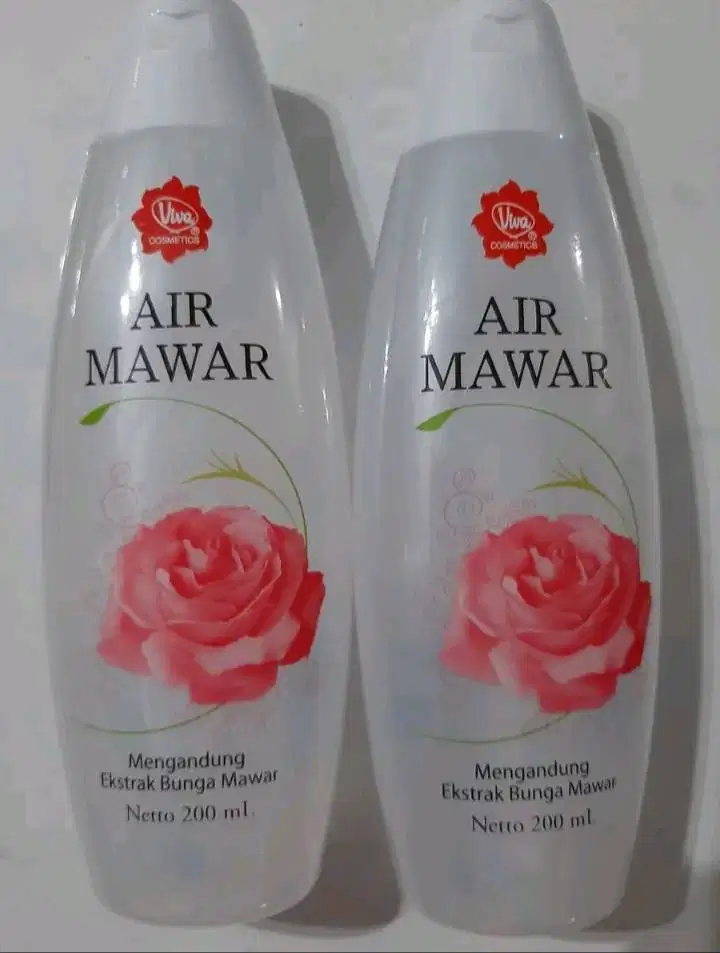 Viva®
COSMETICS
AIR
MAWAR
Mengandung
Ekstrak Bunga Mawar
Netto 200 mL
Viva®
COSMETICS
AIR
MAWAR
Mengandung
Ekstrak Bunga Mawar
Netto 200 mL